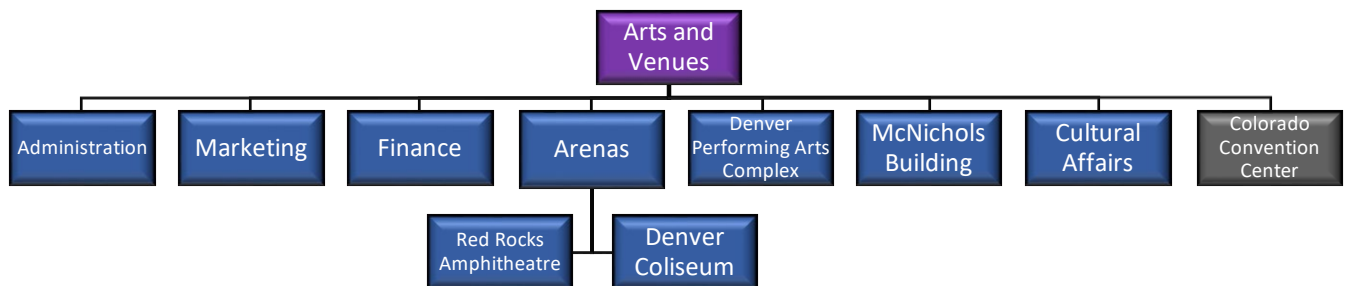 Arts and
Venues
Administration
Marketing
Finance
Arenas
Denver
Performing Arts
Complex
McNichols
Building
Cultural
Affairs
Colorado
Convention
Center
Red Rocks
Amphitheatre
Denver
Coliseum